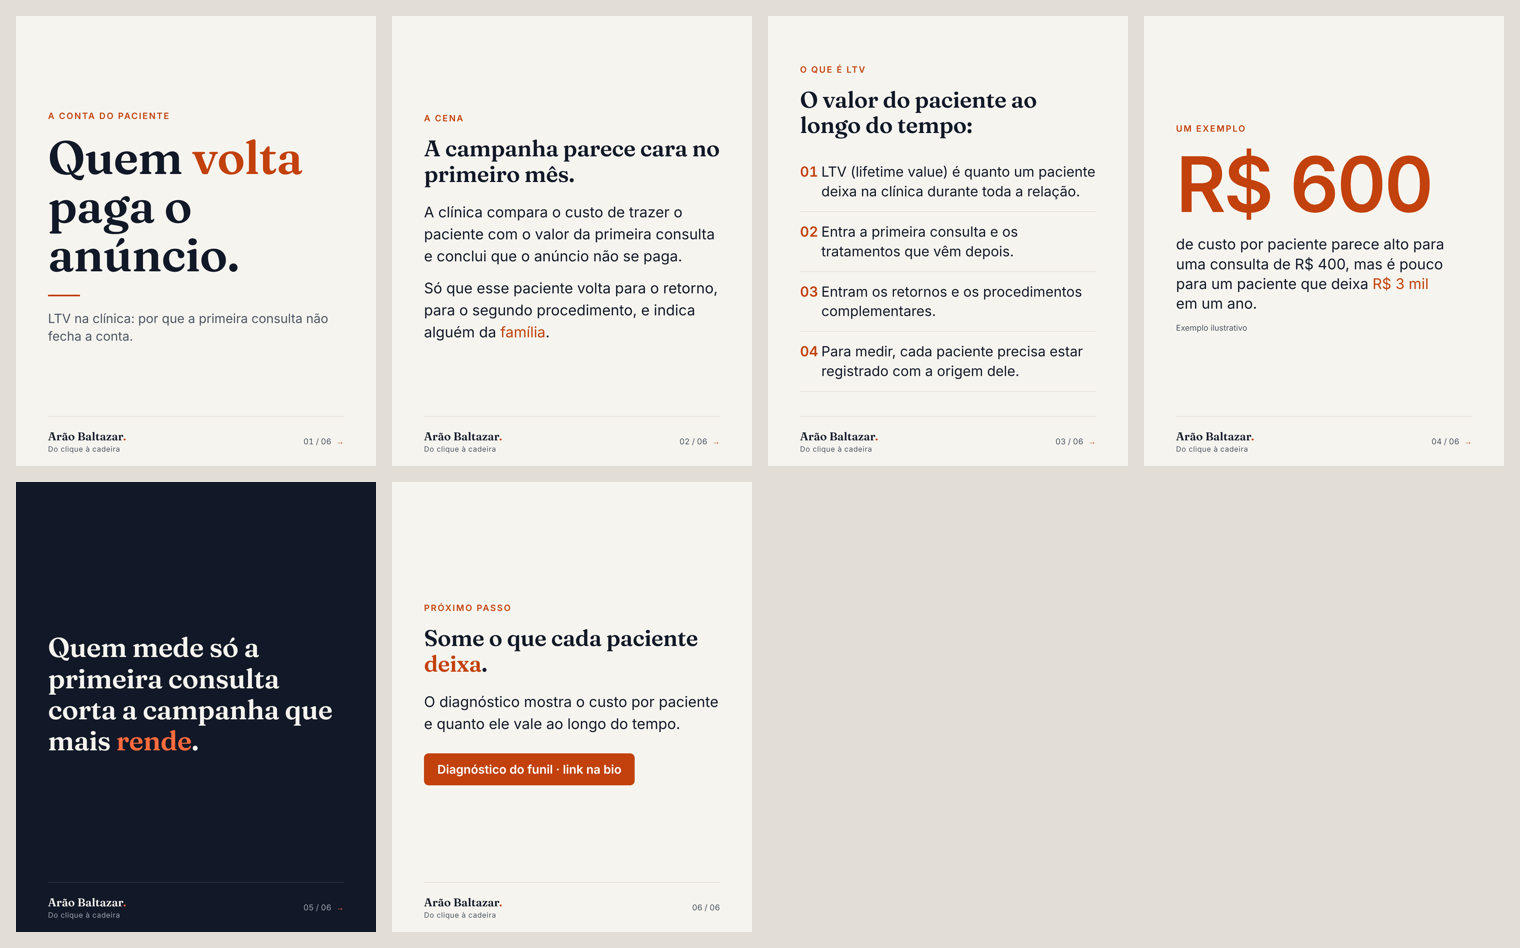 A CONTA DO PACIENTE
Quem volta
paga o
anúncio.
LTV na clínica: por que a primeira consulta não
fecha a conta.
Arão Baltazar.
Do clique à cadeira
01 / 06 →
A CENA
A campanha parece cara no
primeiro mês.
A clínica compara o custo de trazer o
paciente com o valor da primeira consulta
e conclui que o anúncio não se paga.
Só que esse paciente volta para o retorno,
para o segundo procedimento, e indica
alguém da família.
Arão Baltazar.
Do clique à cadeira
02 / 06 →
O QUE É LTV
O valor do paciente ao
longo do tempo:
01 LTV (lifetime value) é quanto um paciente
deixa na clínica durante toda a relação.
02 Entra a primeira consulta e os
tratamentos que vêm depois.
03 Entram os retornos e os procedimentos
complementares.
04 Para medir, cada paciente precisa estar
registrado com a origem dele.
Arão Baltazar.
Do clique à cadeira
03 / 06 →
UM EXEMPLO
R$ 600
de custo por paciente parece alto para
uma consulta de R$ 400, mas é pouco
para um paciente que deixa R$ 3 mil
em um ano.
Exemplo ilustrativo
Arão Baltazar.
Do clique à cadeira
04 / 06 →
Quem mede só a
primeira consulta
corta a campanha que
mais rende.
Arão Baltazar.
Do clique à cadeira
05 / 06 →
PRÓXIMO PASSO
Some o que cada paciente
deixa.
O diagnóstico mostra o custo por paciente
e quanto ele vale ao longo do tempo.
Diagnóstico do funil · link na bio
Arão Baltazar.
Do clique à cadeira
06 / 06